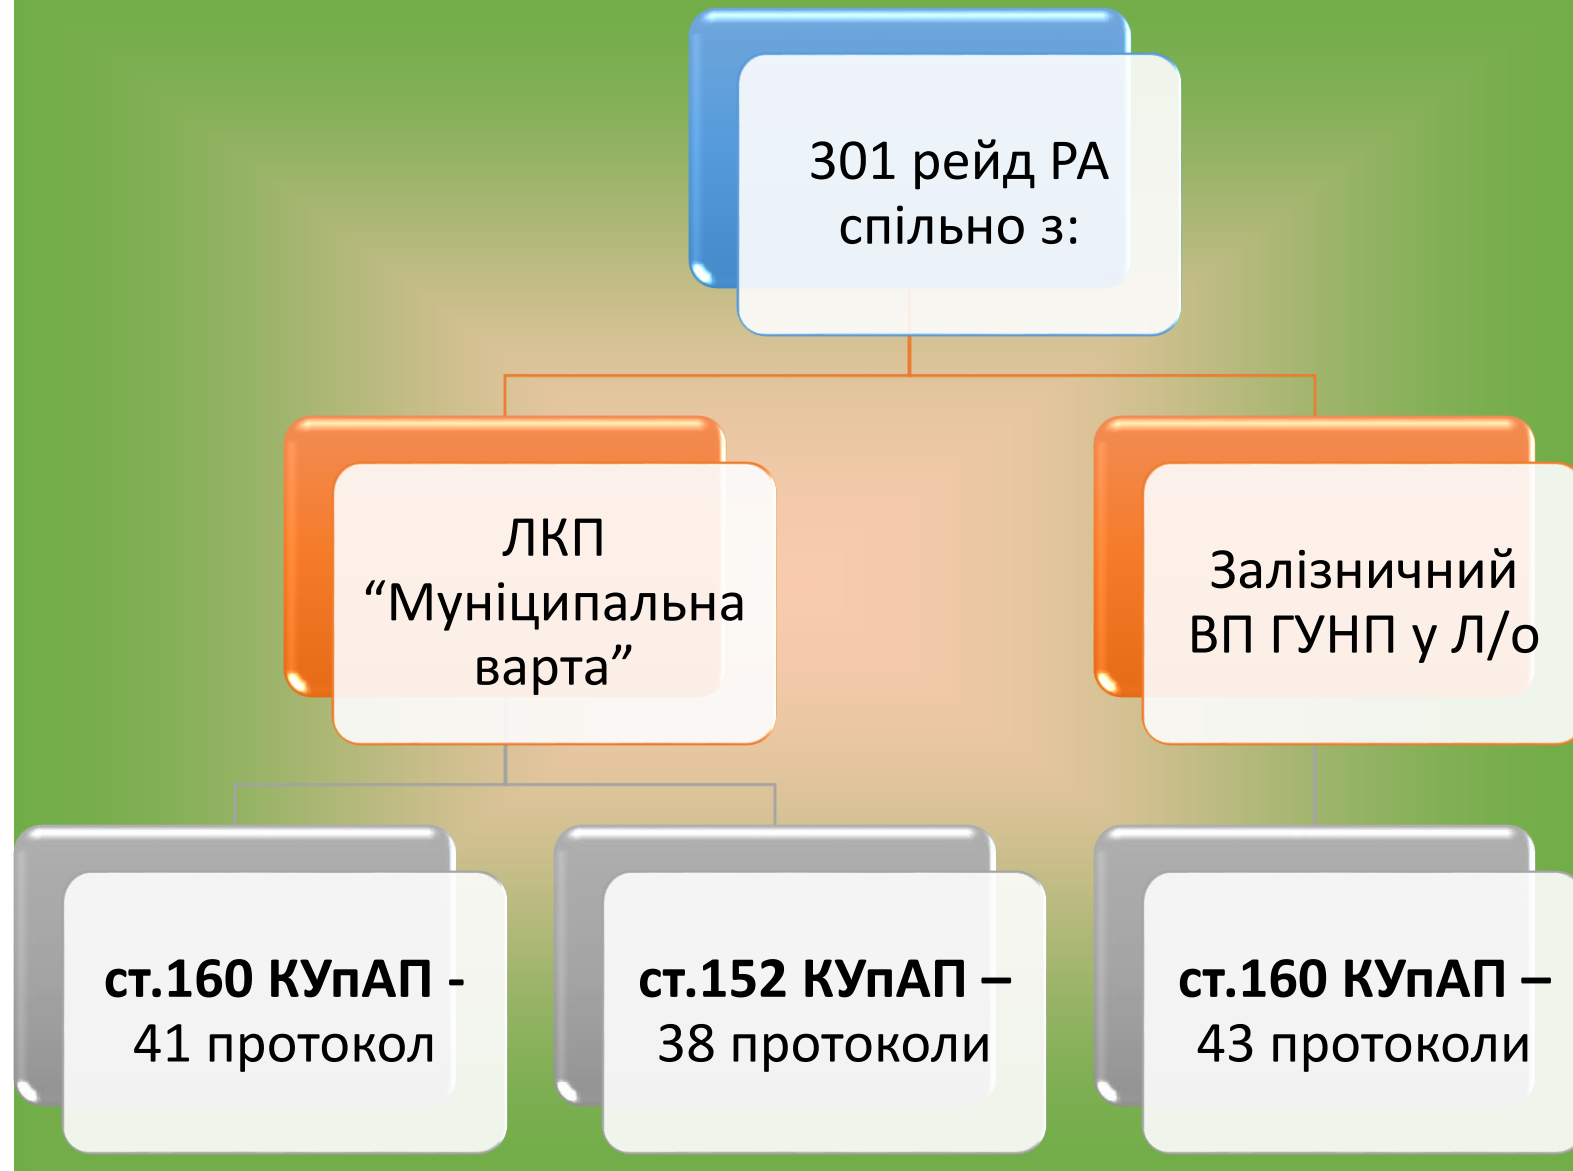 301 рейд РА
спільно з:
ЛКП
“Муніципальна
варта”
Залізничний
ВП ГУНП у Л/о
ст.160 КУпАП -
41 протокол
ст.152 КУпАП –
38 протоколи
ст.160 КУпАП –
43 протоколи